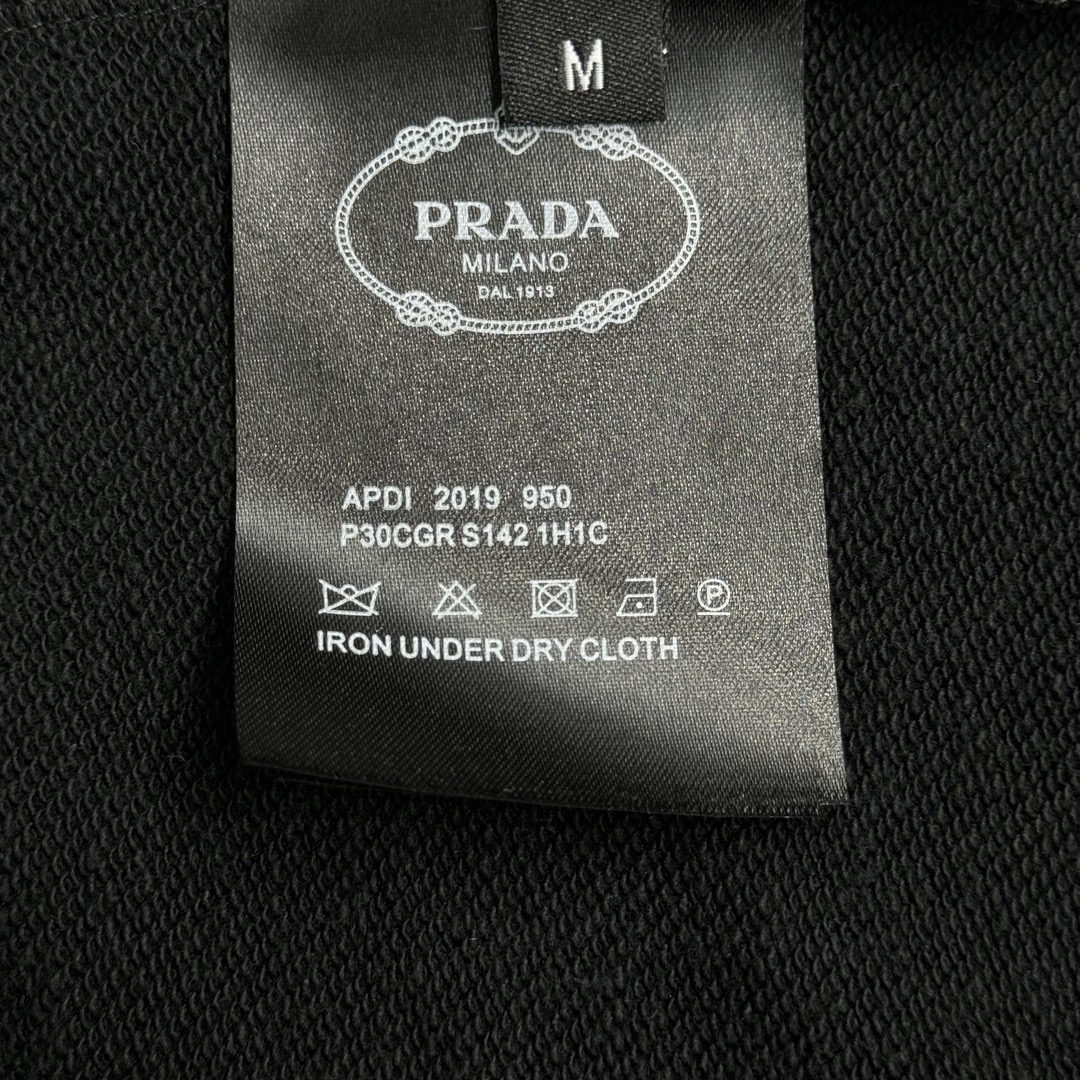 M
PRADA
MILANO
DAL 1913
APDI 2019 950
P30CGR S142 1H1C
P
IRON UNDER DRY CLOTH